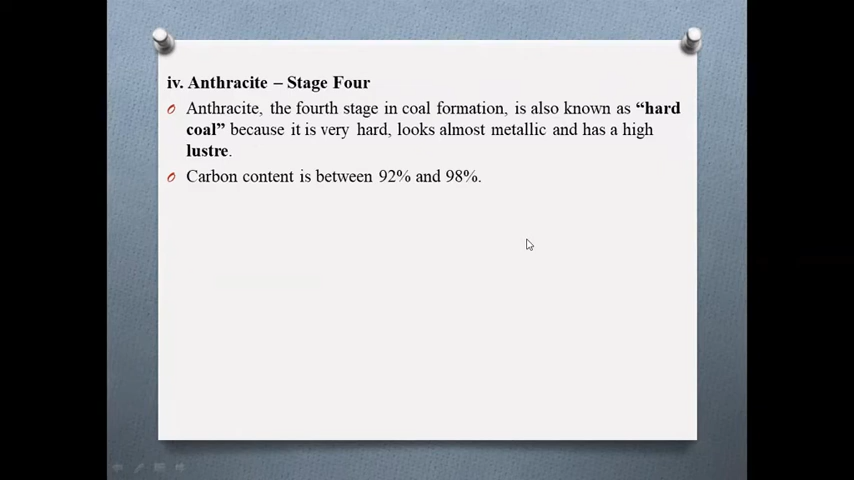 iv. Anthracite – Stage Four
Anthracite, the fourth stage in coal formation, is also known as “hard
coal” because it is very hard, looks almost metallic and has a high
lustre.
Carbon content is between 92% and 98%.